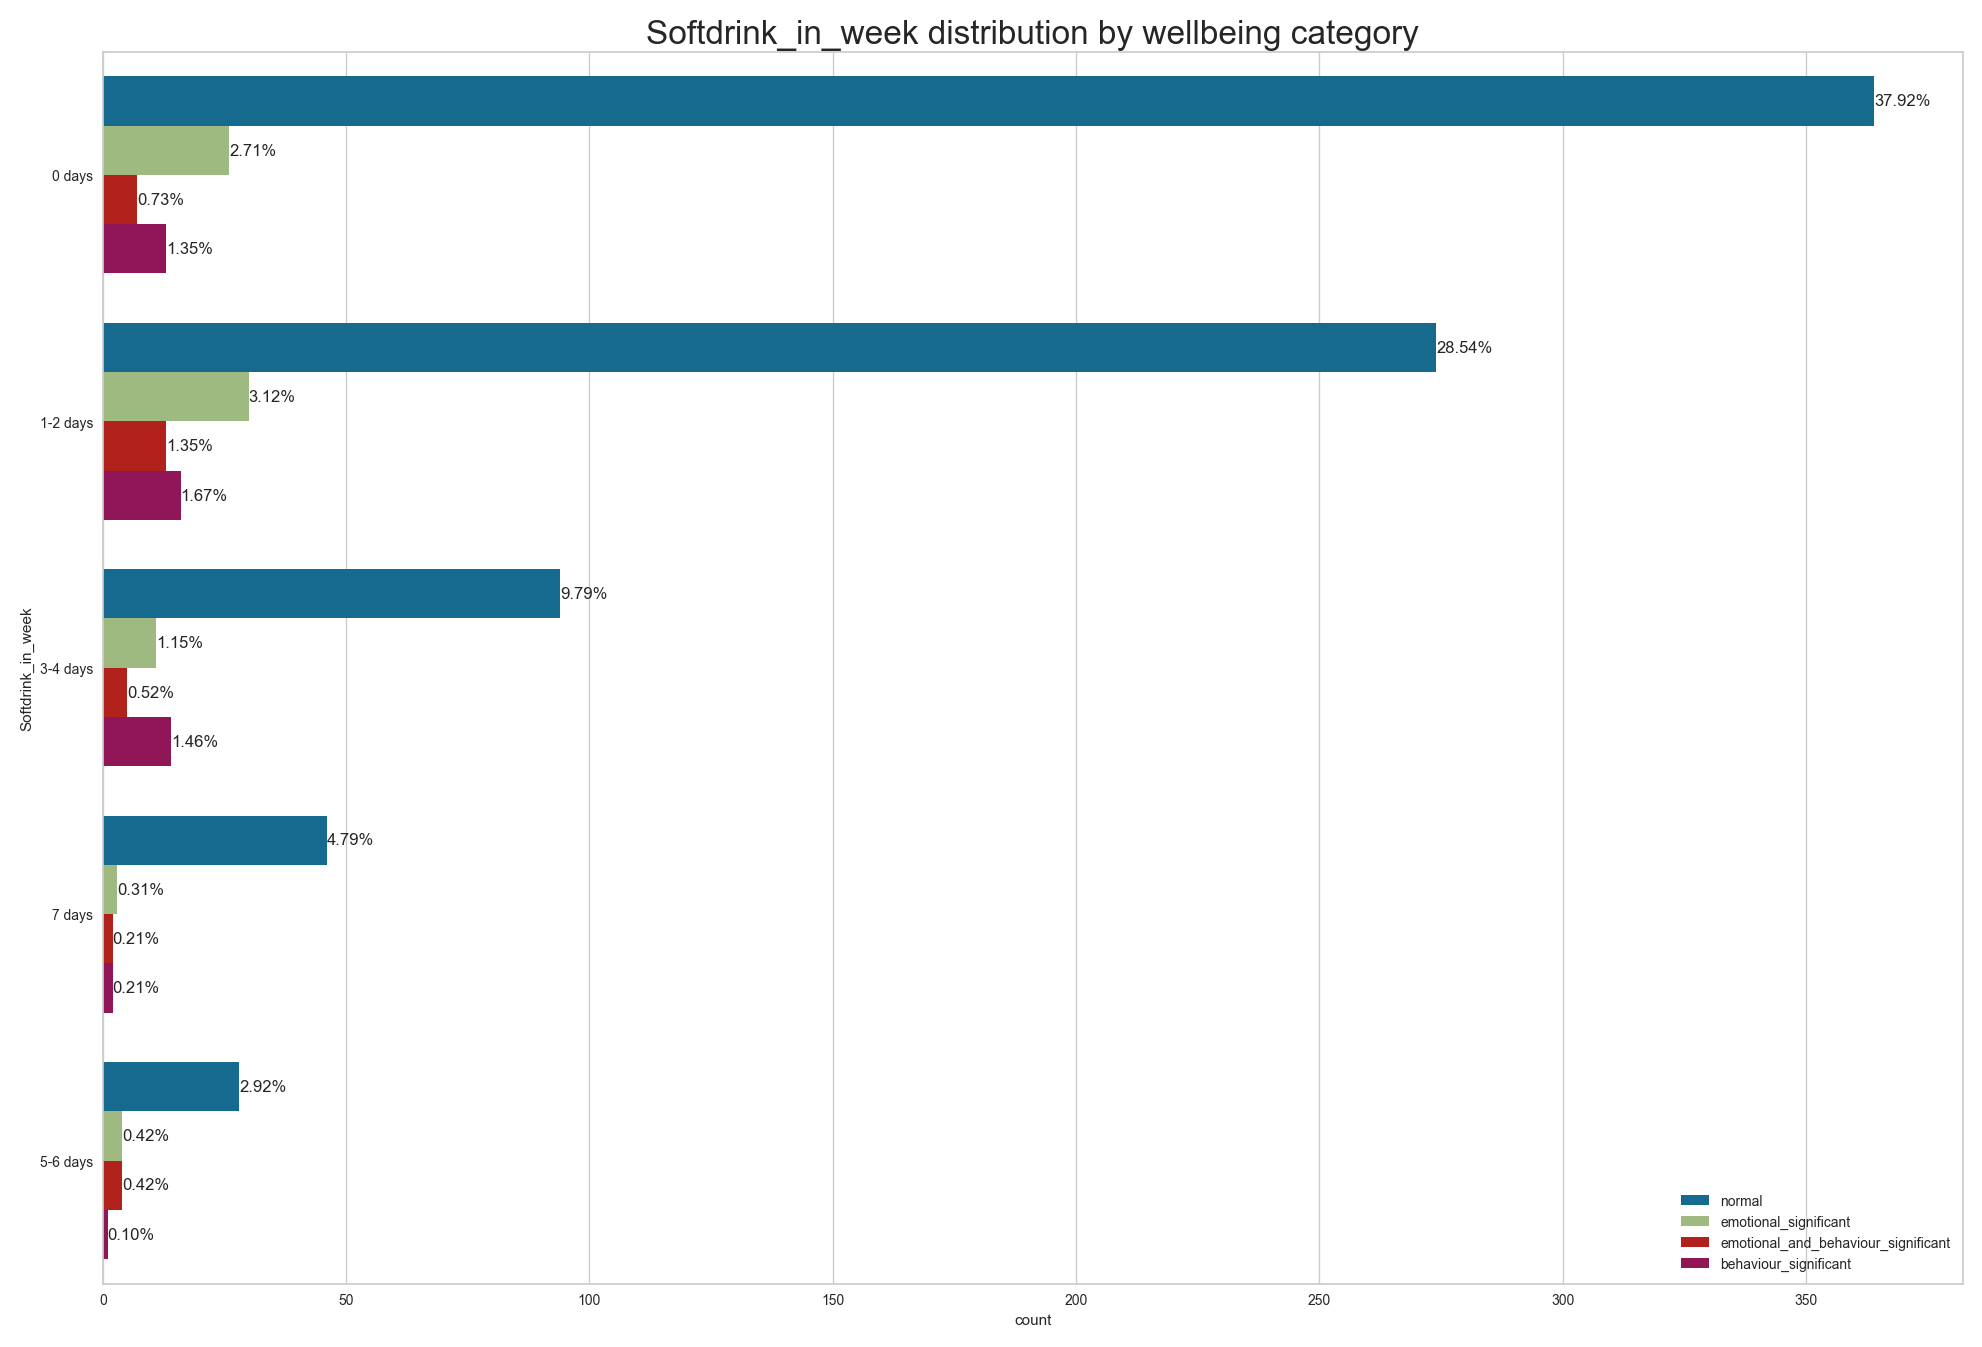 Softdrink_in_week distribution by wellbeing category
37.92%
2.71%
0 days
0.73%
1.35%
28.54%
3.12%
1-2 days
1.35%
1.67%
9.79%
1.15%
Softdrink_in_week
3-4 days
0.52%
1.46%
4.79%
0.31%
7 days
0.21%
0.21%
2.92%
0.42%
5-6 days
0.42%
0.10%
normal
emotional_significant
emotional_and_behaviour_significant
behaviour_significant
0 50 100 150 200 250 300 350
count